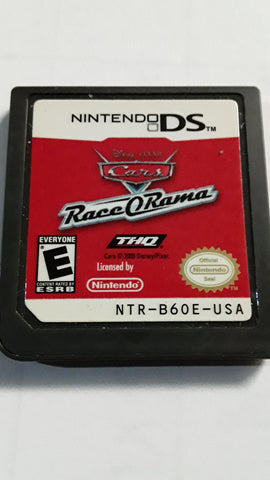 NINTENDO DS™
Disney · PIXAR
Cars
Race O Rama
THQ
Cars © 2009 Disney/Pixar.
EVERYONE
E
CONTENT RATED BY
ESRB
Licensed by
Nintendo
Official
Nintendo
Seal
NTR-B60E-USA